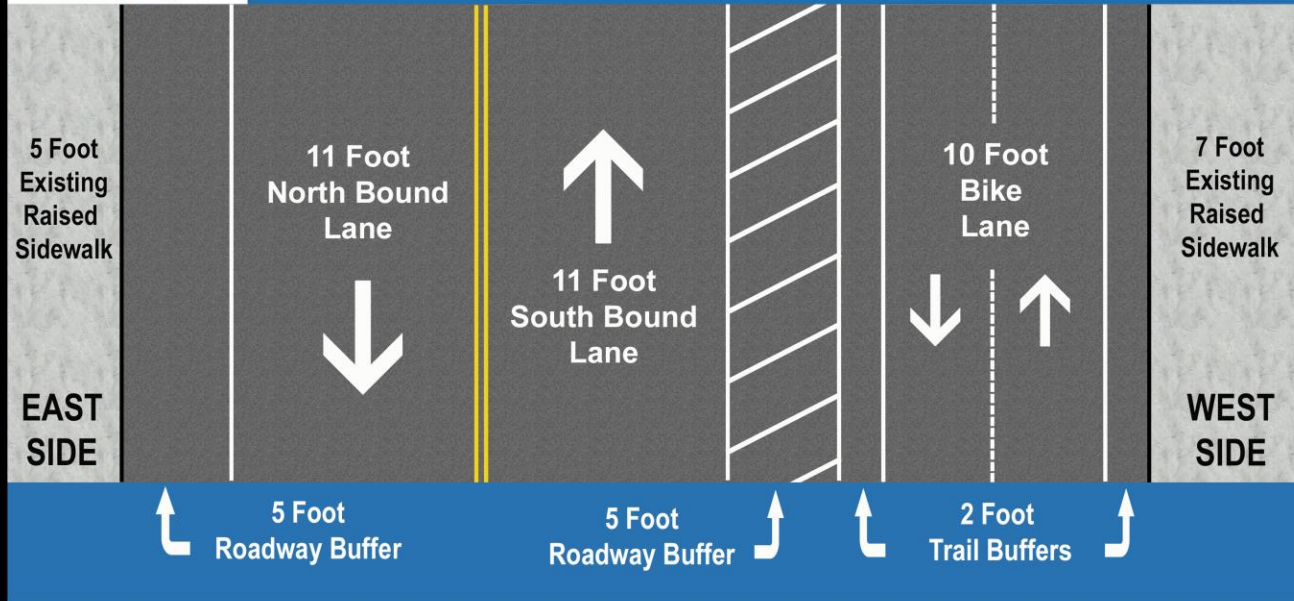 5 Foot
Existing
Raised
Sidewalk
EAST
SIDE
11 Foot
North Bound
Lane
11 Foot
South Bound
Lane
10 Foot
Bike
Lane
7 Foot
Existing
Raised
Sidewalk
WEST
SIDE
5 Foot
Roadway Buffer
5 Foot
Roadway Buffer
2 Foot
Trail Buffers